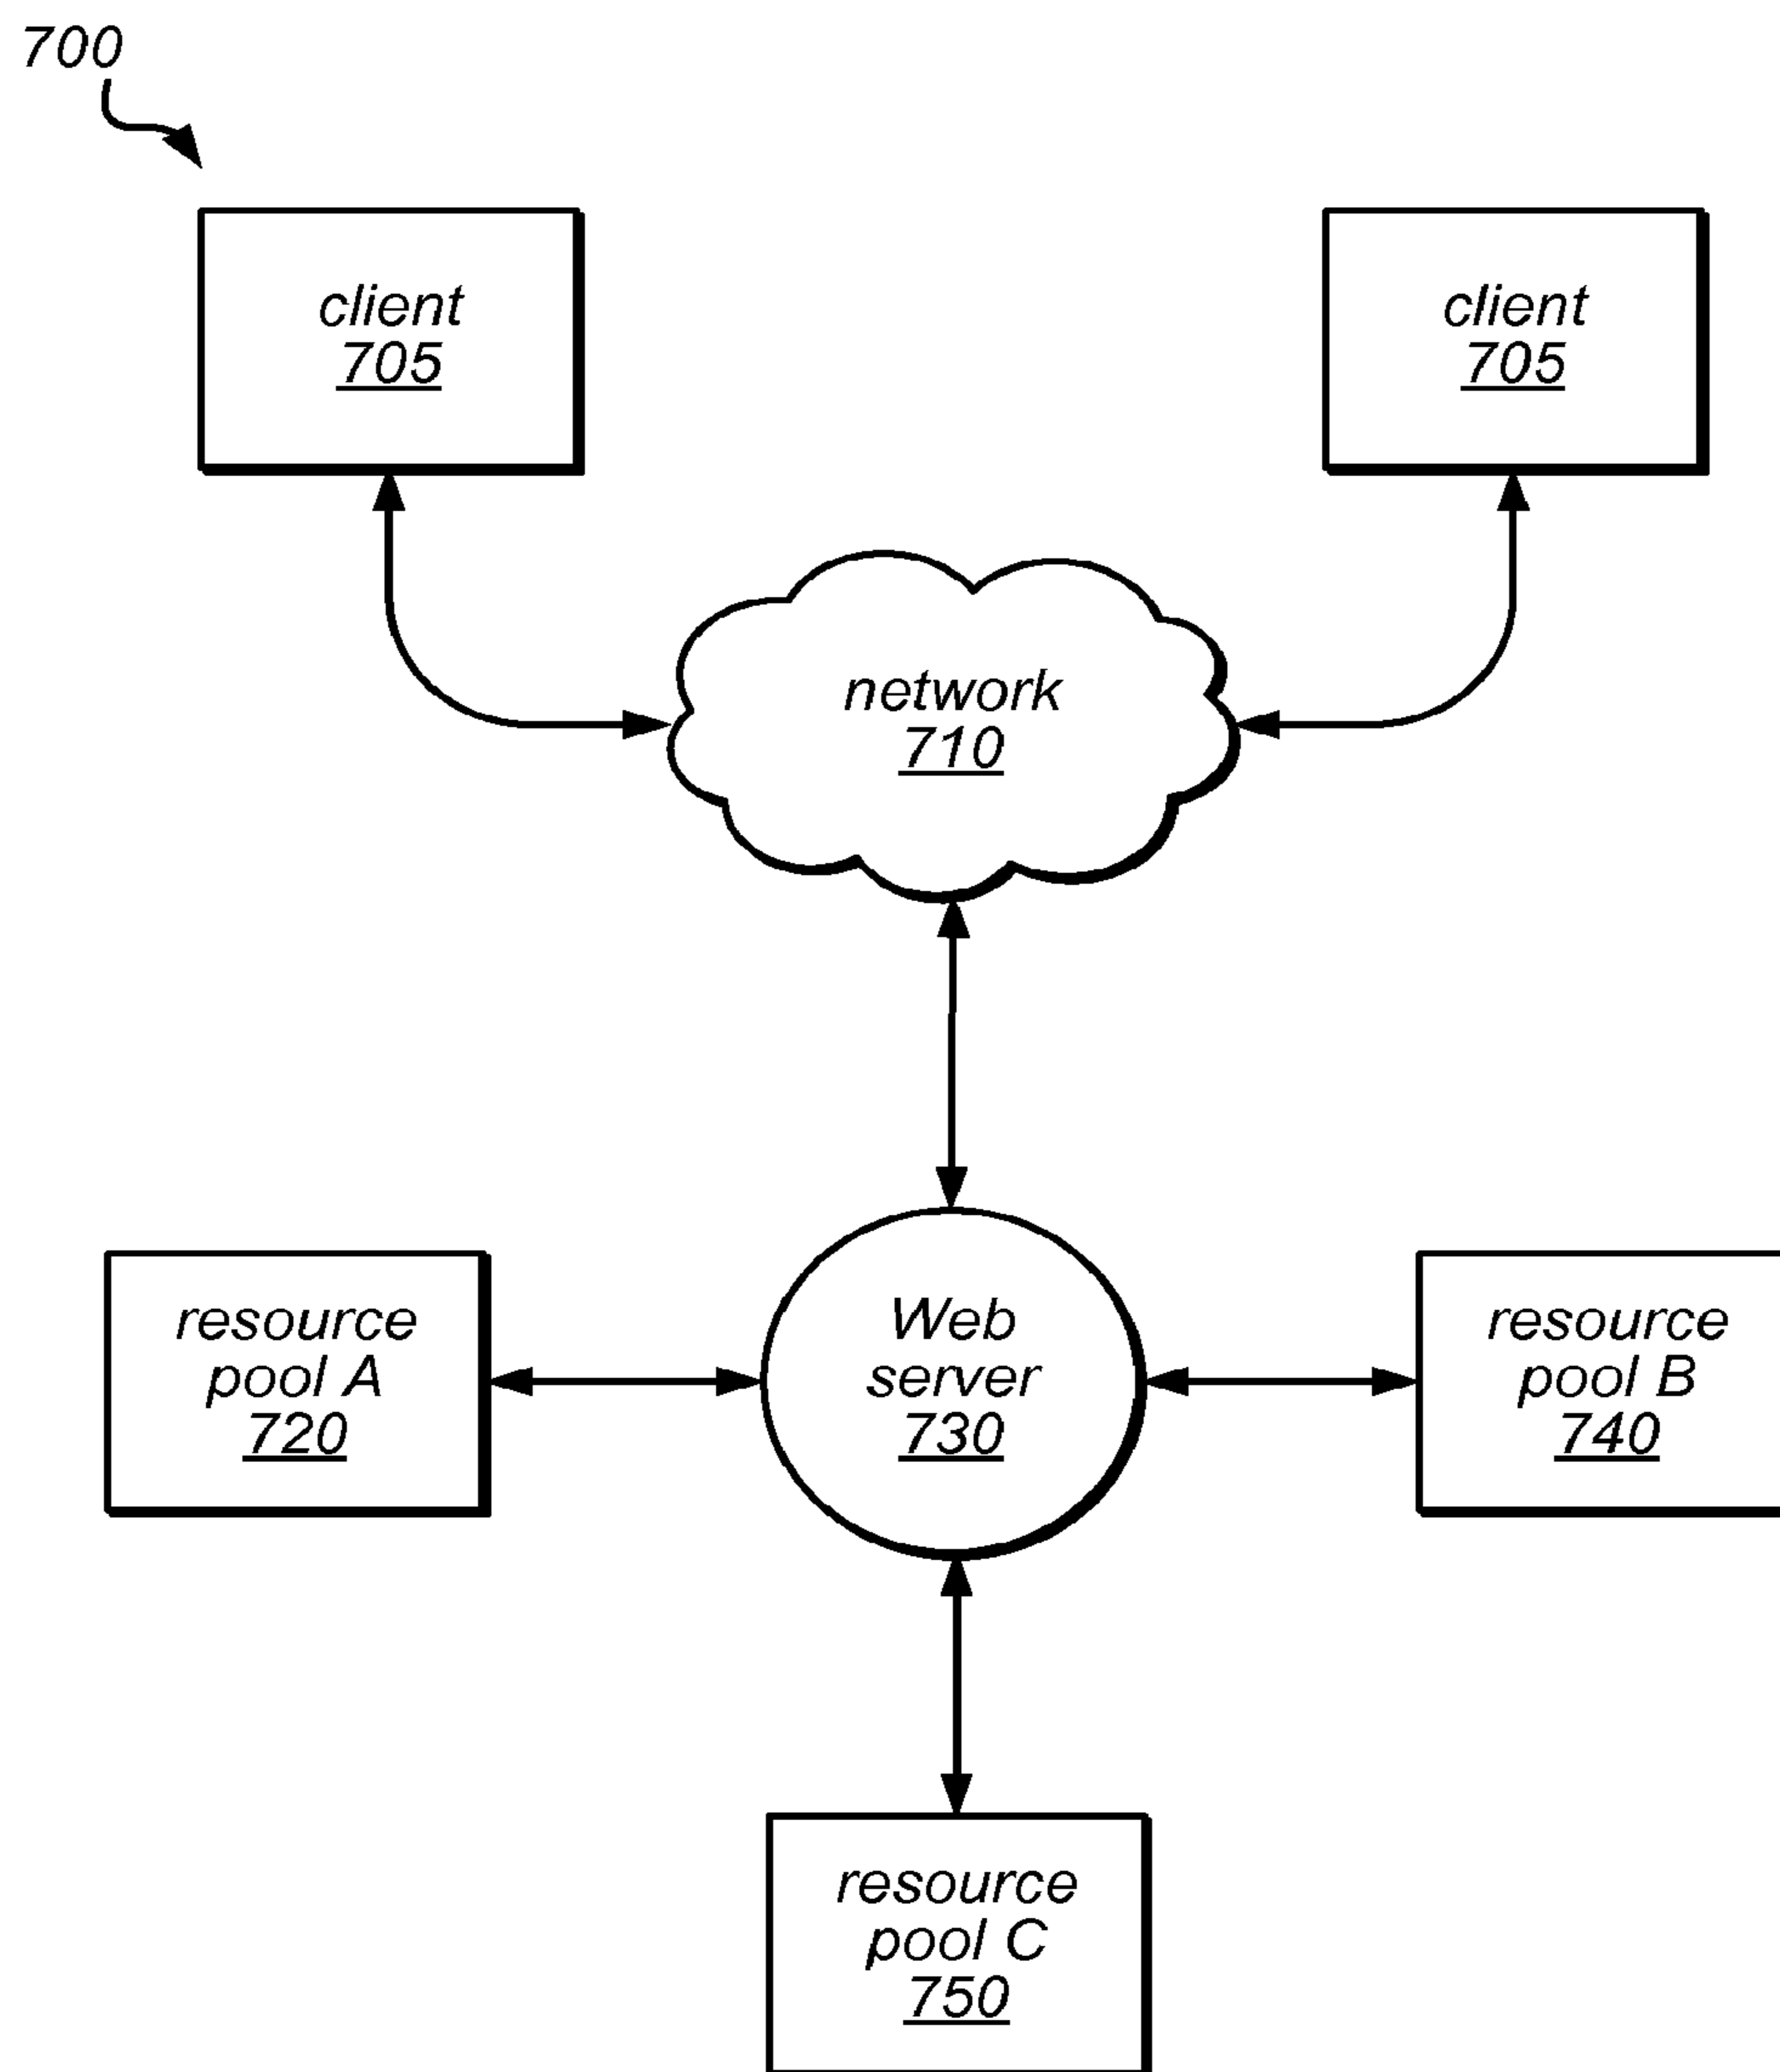 700
client
705
client
705
network
710
resource
pool A
720
Web
server
730
resource
pool B
740
resource
pool C
750